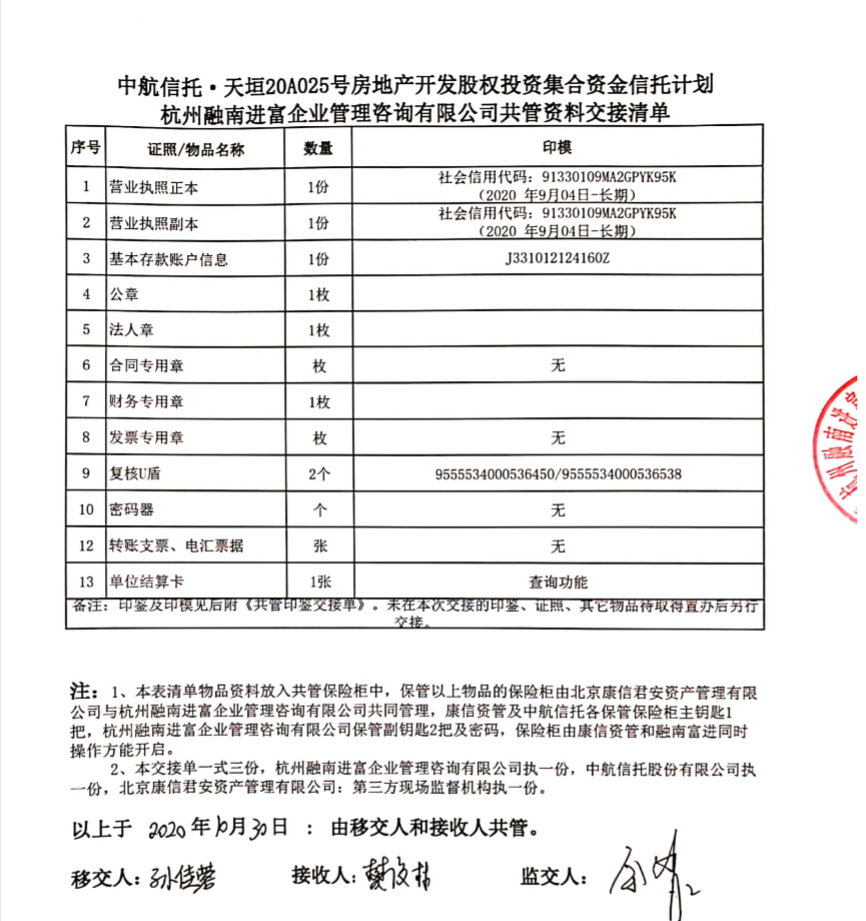 中航信托·天垣20A025号房地产开发股权投资集合资金信托计划
杭州融南进富企业管理咨询有限公司共管资料交接清单
序号 证照/物品名称 数量 印模
1 营业执照正本 1份 社会信用代码：91330109MA2GPYK95K
（2020 年9月04日-长期）
2 营业执照副本 1份 社会信用代码：91330109MA2GPYK95K
（2020 年9月04日-长期）
3 基本存款账户信息 1份 J331012124160Z
4 公章 1枚
5 法人章 1枚
6 合同专用章 枚 无
7 财务专用章 1枚
8 发票专用章 枚 无
9 复核U盾 2个 9555534000536450/9555534000536538
10 密码器 个 无
12 转账支票、电汇票据 张 无
13 单位结算卡 1张 查询功能
备注：印鉴及印模见后附《共管印鉴交接单》。未在本次交接的印鉴、证照、其它物品待取得置办后另行
交接。
注：1、本表清单物品资料放入共管保险柜中，保管以上物品的保险柜由北京康信君安资产管理有限
公司与杭州融南进富企业管理咨询有限公司共同管理，康信资管及中航信托各保管保险柜主钥匙1
把，杭州融南进富企业管理咨询有限公司保管副钥匙2把及密码，保险柜由康信资管和融南富进同时
操作方能开启。
2、本交接单一式三份，杭州融南进富企业管理咨询有限公司执一份，中航信托股份有限公司执
一份，北京康信君安资产管理有限公司：第三方现场监督机构执一份。
以上于 2020 年10月30日 ：由移交人和接收人共管。
移交人：孙佳蓉 接收人： 监交人：
杭州融南进富